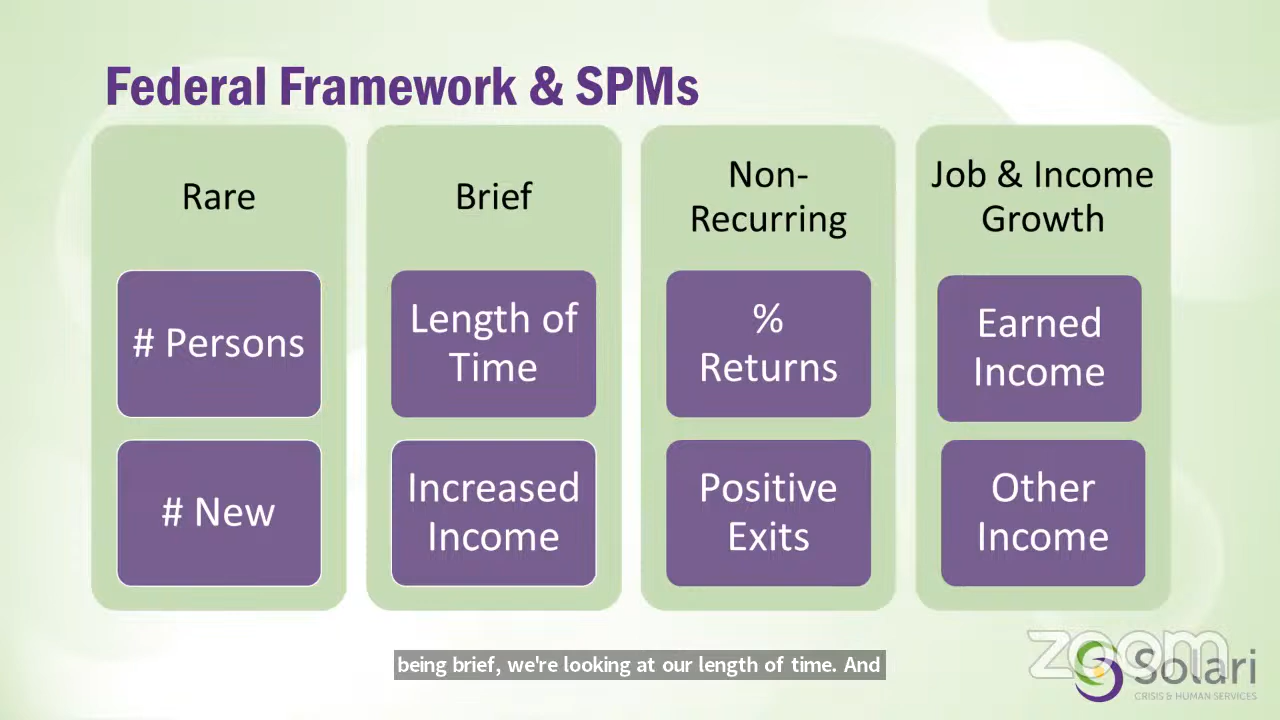 Federal Framework & SPMs
Rare
# Persons
# New
Brief
Length of
Time
Increased
Income
Non-
Recurring
%
Returns
Positive
Exits
Job & Income
Growth
Earned
Income
Other
Income
being brief, we're looking at our length of time. And
zoom
Solari
CRISIS & HUMAN SERVICES